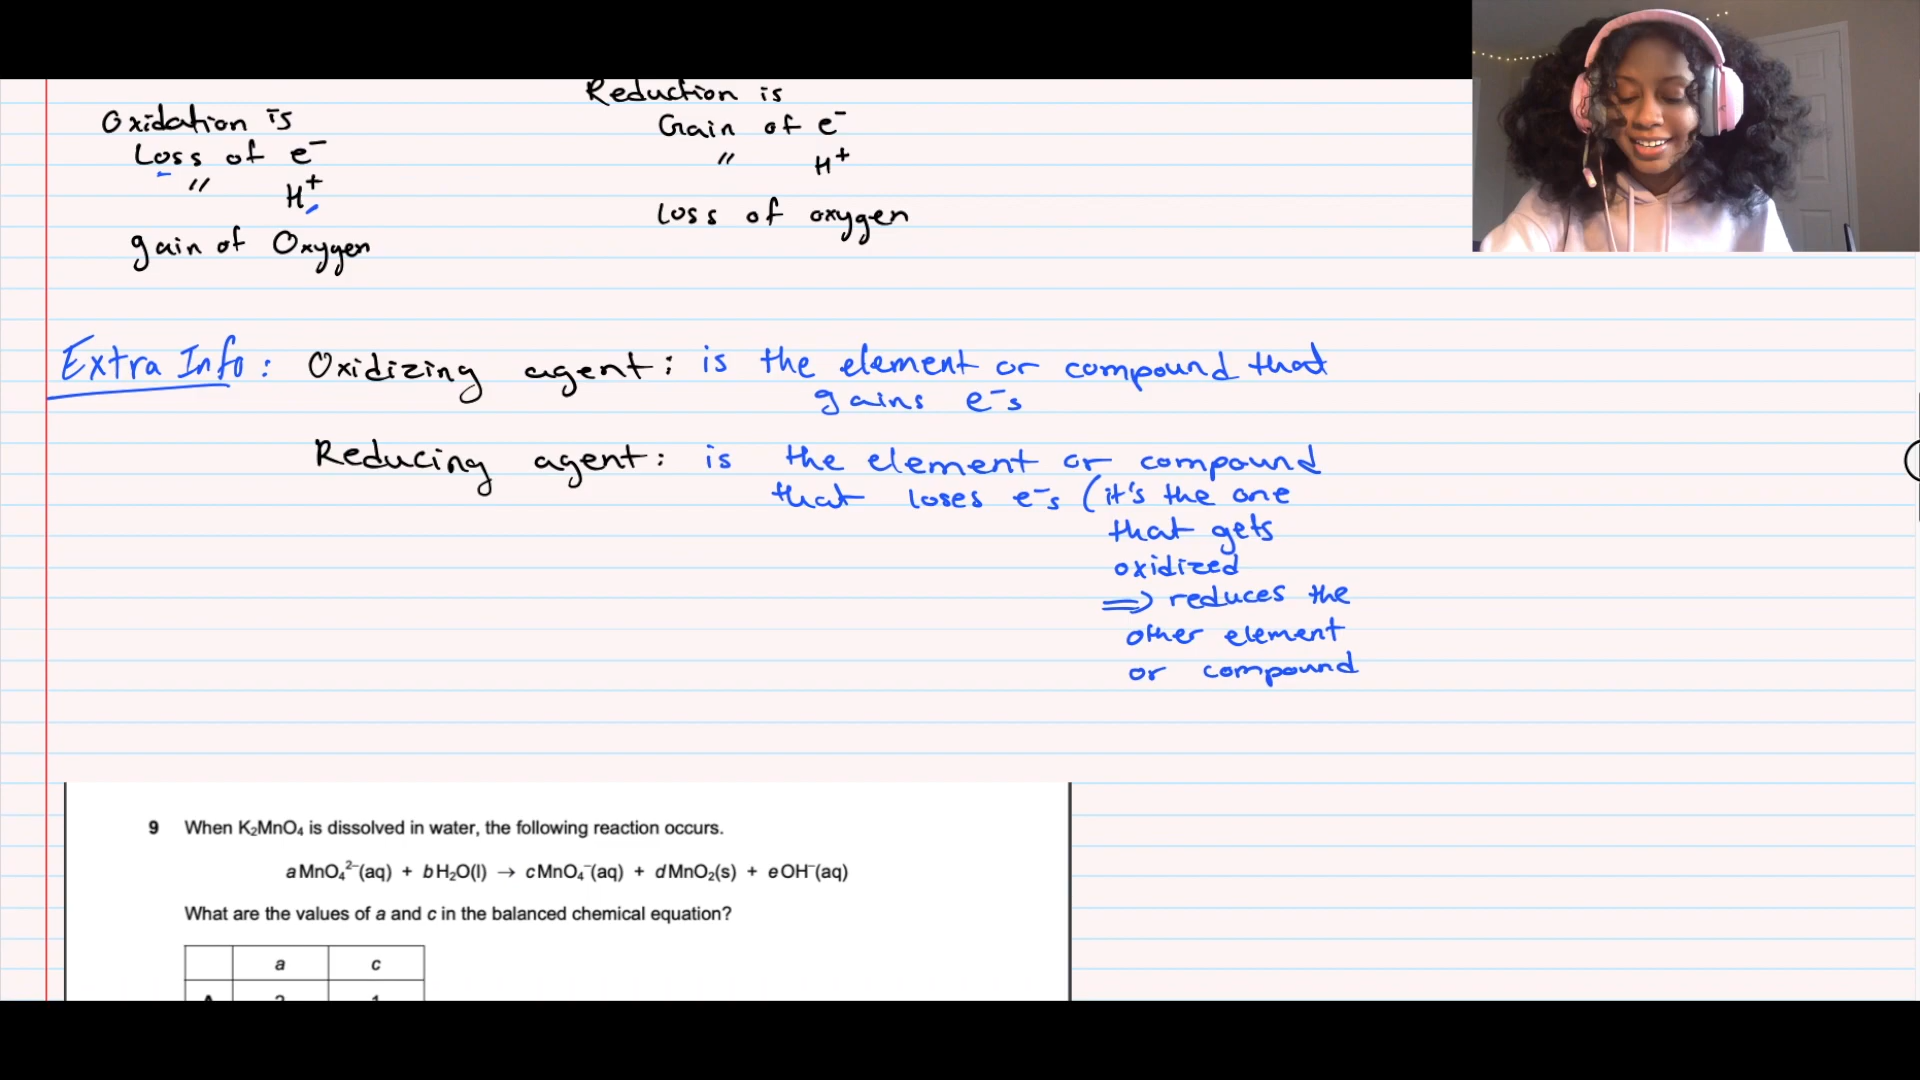 Oxidation is
Loss of e⁻
" H⁺
gain of Oxygen
Reduction is
Gain of e⁻
" H⁺
Loss of oxygen
Extra Info: Oxidizing agent: is the element or compound that
gains e⁻s
Reducing agent: is the element or compound
that loses e⁻s (it's the one
that gets
oxidized
⇒ reduces the
other element
or compound
9 When K₂MnO₄ is dissolved in water, the following reaction occurs.
aMnO₄²⁻(aq) + bH₂O(l) → cMnO₄⁻(aq) + dMnO₂(s) + eOH⁻(aq)
What are the values of a and c in the balanced chemical equation?
a c